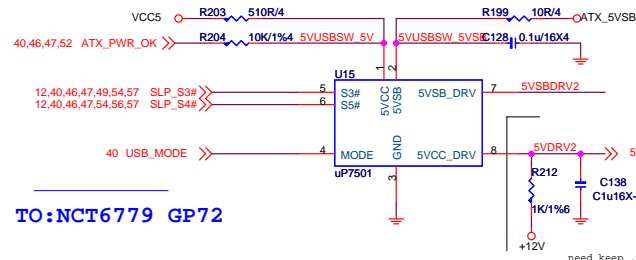 VCC5 R203 510R/4 R199 10R/4 ATX_5VSB
40,46,47,52 ATX_PWR_OK R204 10K/1%4 5VUSBSW_5V 5VUSBSW_5VSB C128 0.1u/16X4
1 2
U15
12,40,46,47,49,54,57 SLP_S3# 5 S3# 5VCC 5VSB 5VSB_DRV 7 5VSBDRV2
12,40,46,47,54,56,57 SLP_S4# 6 S5#
40 USB_MODE 4 MODE GND 5VCC_DRV 8 5VDRV2 5
uP7501 3
R212 C138
1K/1%6 C1u16X-
+12V
TO:NCT6779 GP72
need keep